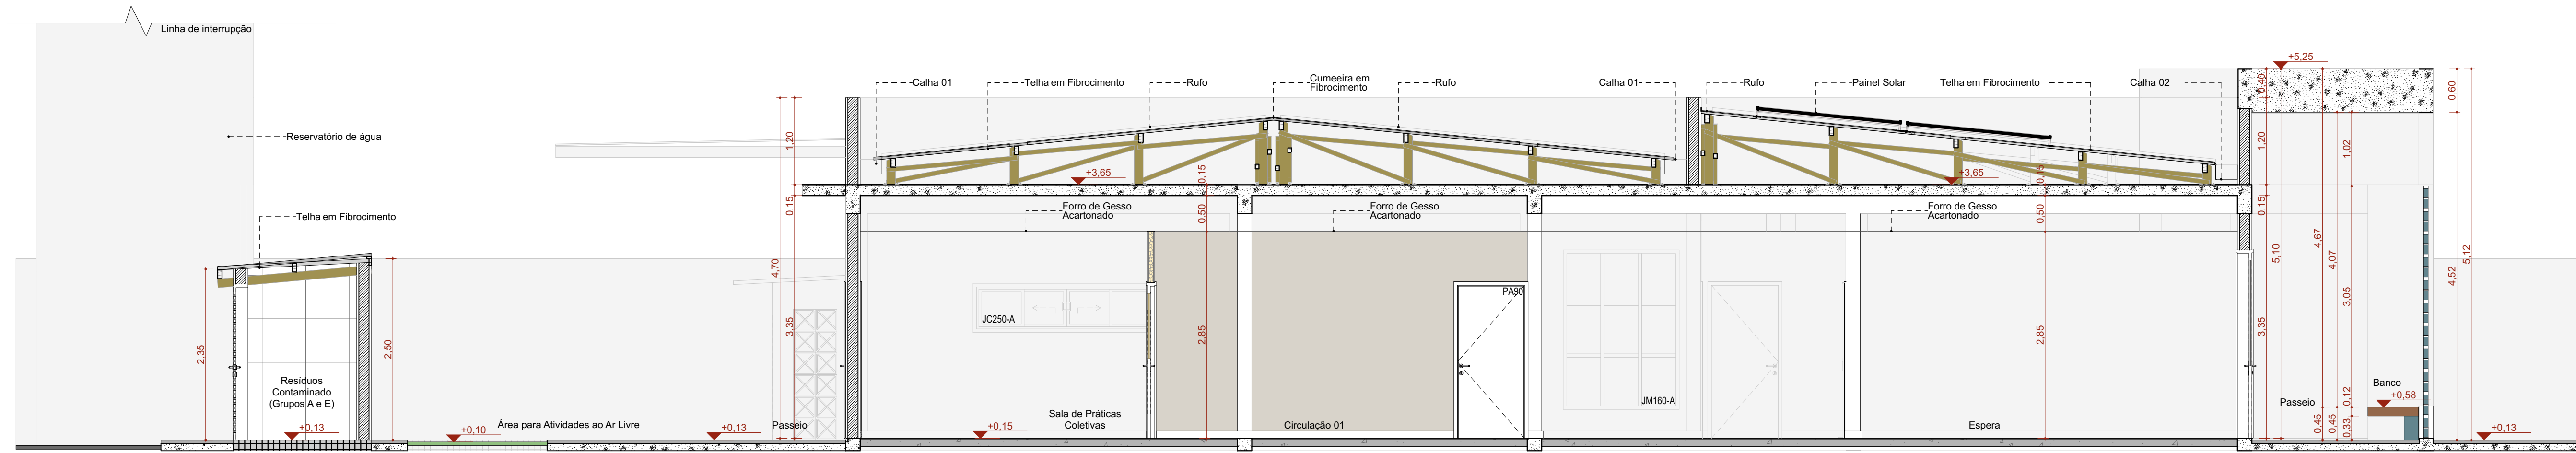 Linha de interrupção
+5,25
Calha 01
Telha em Fibrocimento
Rufo
Cumeeira em
Fibrocimento
Rufo
Calha 01
Rufo
Painel Solar
Telha em Fibrocimento
Calha 02
0,40
0,60
Reservatório de água
1,20
1,20
1,02
+3,65
0,15
+3,65
0,15
Telha em Fibrocimento
0,15
Forro de Gesso
Acartonado
0,50
Forro de Gesso
Acartonado
Forro de Gesso
Acartonado
0,50
0,15
4,70
4,67
5,10
4,07
5,12
4,52
3,05
PA90
JC250-A
2,35
2,50
3,35
2,85
2,85
3,35
Resíduos
Contaminado
(Grupos A e E)
JM160-A
Banco
0,12
+0,58
Passeio
Sala de Práticas
Coletivas
Área para Atividades ao Ar Livre
Passeio
Circulação 01
Espera
0,45
0,45
0,33
+0,13
+0,10
+0,13
+0,15
+0,13